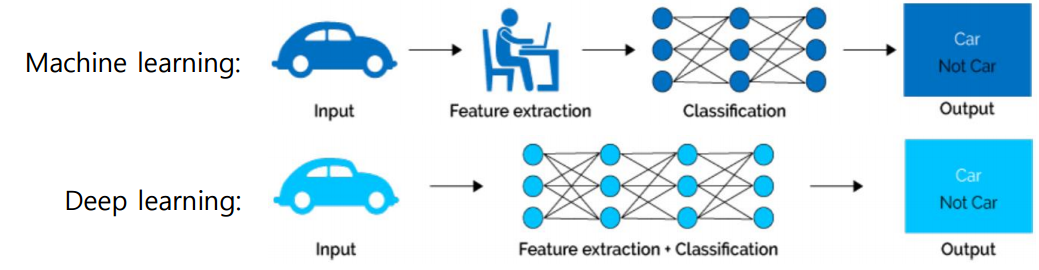 Machine learning:
Car
Not Car
Input
Feature extraction
Classification
Output
Deep learning:
Car
Not Car
Input
Feature extraction + Classification
Output